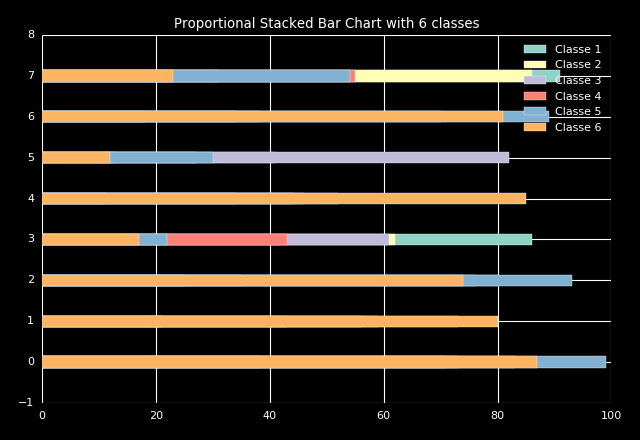 Proportional Stacked Bar Chart with 6 classes
8
7
6
5
4
3
2
1
0
−1
0 20 40 60 80 100
Classe 1
Classe 2
Classe 3
Classe 4
Classe 5
Classe 6